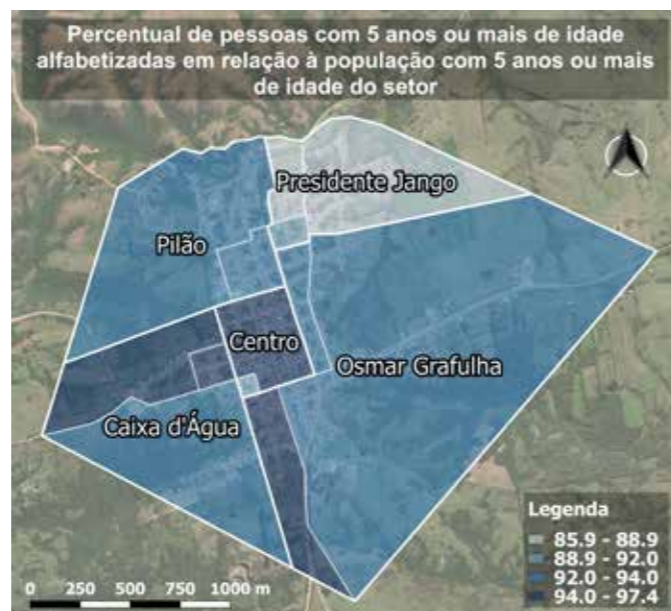 Percentual de pessoas com 5 anos ou mais de idade
alfabetizadas em relação à população com 5 anos ou mais
de idade do setor
Presidente Jango
Pilão
Centro
Osmar Grafulha
Caixa d'Água
Legenda
85.9 - 88.9
88.9 - 92.0
92.0 - 94.0
94.0 - 97.4
0 250 500 750 1000 m